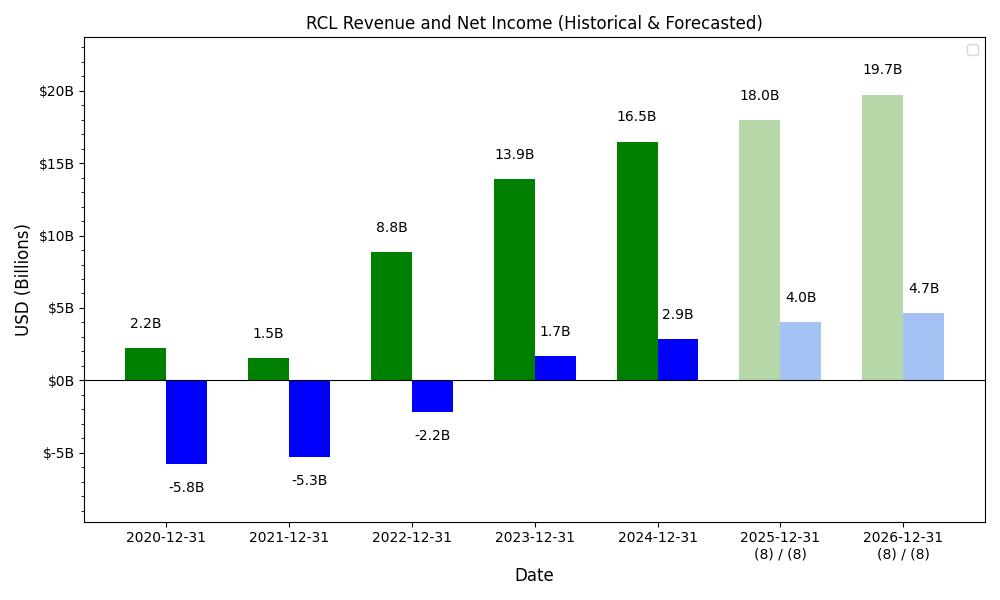 RCL Revenue and Net Income (Historical & Forecasted)
USD (Billions)
$20B
$15B
$10B
$5B
$0B
$-5B
2.2B
-5.8B
1.5B
-5.3B
8.8B
-2.2B
13.9B
1.7B
16.5B
2.9B
18.0B
4.0B
19.7B
4.7B
2020-12-31
2021-12-31
2022-12-31
2023-12-31
2024-12-31
2025-12-31
(8) / (8)
2026-12-31
(8) / (8)
Date